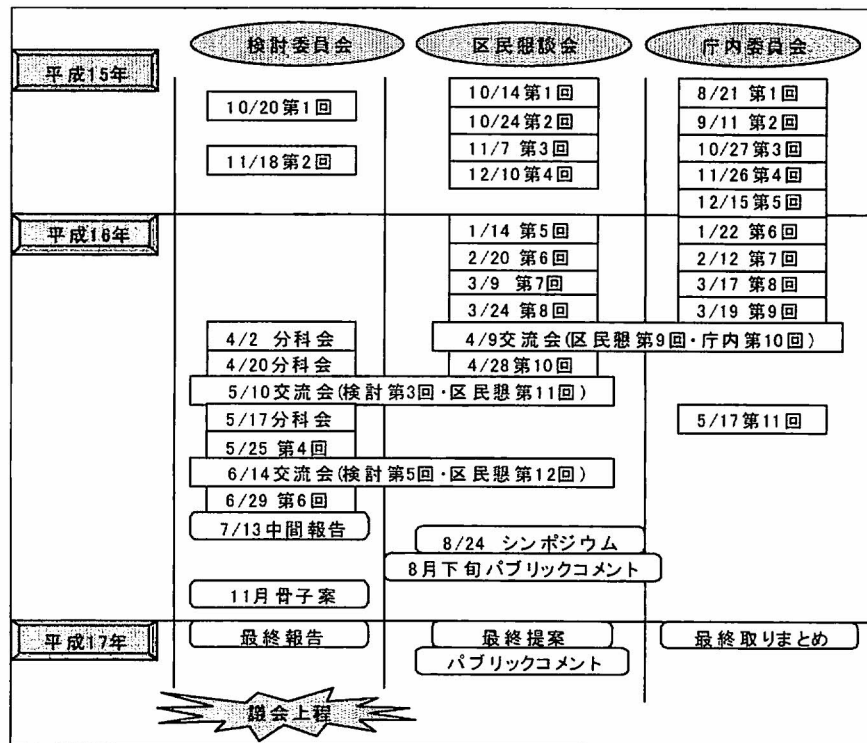 検討委員会 区民懇談会 庁内委員会
平成15年
10/14第1回 8/21 第1回
10/20第1回
10/24第2回 9/11 第2回
11/7 第3回 10/27第3回
11/18第2回
12/10第4回 11/26第4回
12/15第5回
平成16年
1/14 第5回 1/22 第6回
2/20 第6回 2/12 第7回
3/9 第7回 3/17 第8回
3/24 第8回 3/19 第9回
4/2 分科会 4/9交流会(区民懇第9回・庁内第10回)
4/20分科会 4/28第10回
5/10交流会(検討第3回・区民懇第11回)
5/17分科会 5/17第11回
5/25 第4回
6/14交流会(検討第5回・区民懇第12回)
6/29 第6回
7/13中間報告
8/24 シンポジウム
8月下旬パブリックコメント
11月骨子案
平成17年
最終報告 最終提案 最終取りまとめ
パブリックコメント
議会上程